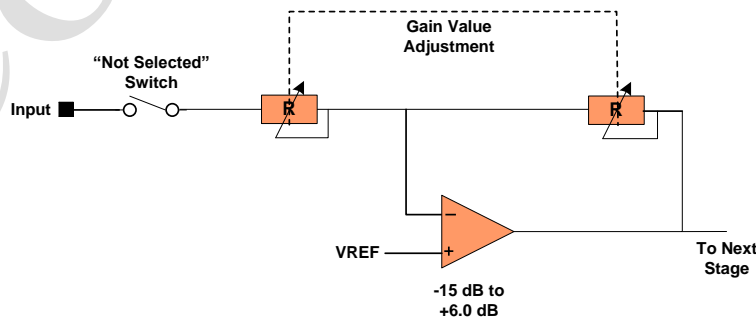 Gain Value
Adjustment
“Not Selected”
Switch
Input
R
R
−
+
VREF
To Next
Stage
-15 dB to
+6.0 dB